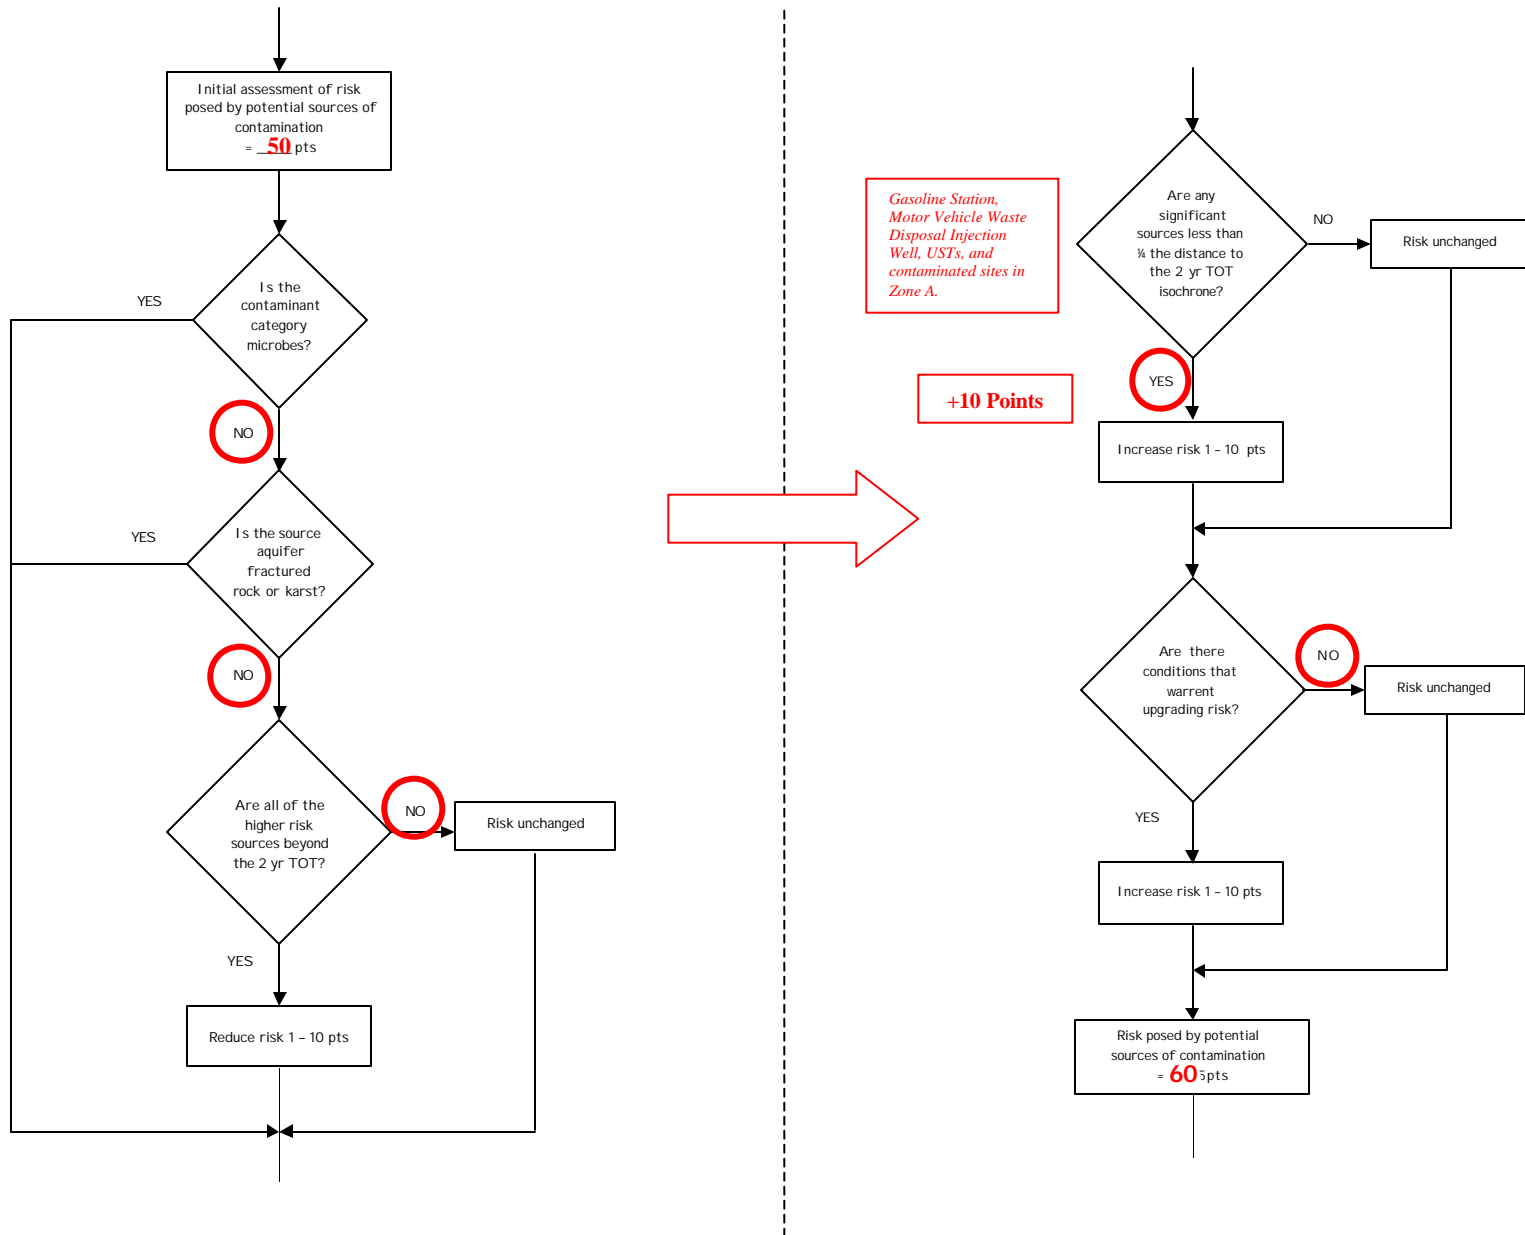 Initial assessment of risk
posed by potential sources of
contamination
= 50 pts
Is the
contaminant
category
microbes?
YES
NO
Is the source
aquifer
fractured
rock or karst?
YES
NO
Are all of the
higher risk
sources beyond
the 2 yr TOT?
NO
Risk unchanged
YES
Reduce risk 1 – 10 pts
Gasoline Station,
Motor Vehicle Waste
Disposal Injection
Well, USTs, and
contaminated sites in
Zone A.
+10 Points
Are any
significant
sources less than
¼ the distance to
the 2 yr TOT
isochrone?
NO
Risk unchanged
YES
Increase risk 1 – 10 pts
Are there
conditions that
warrent
upgrading risk?
NO
Risk unchanged
YES
Increase risk 1 – 10 pts
Risk posed by potential
sources of contamination
= 60 pts